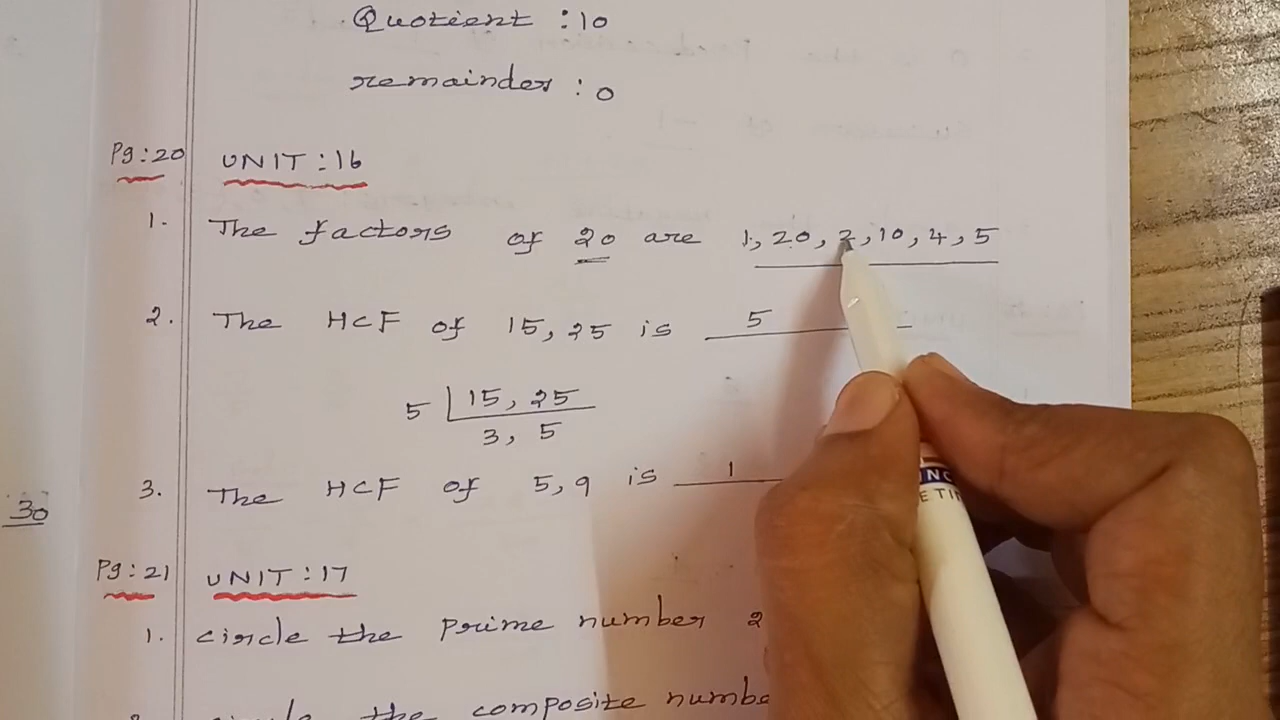 Quotient : 10
remainder : 0
Pg : 20 UNIT : 16
1. The factors of 20 are 1, 20, 2, 10, 4, 5
2. The HCF of 15, 25 is 5
5 15, 25
3, 5
3. The HCF of 5, 9 is 1
30
Pg : 21 UNIT : 17
1. circle the prime number 2
the composite numbe